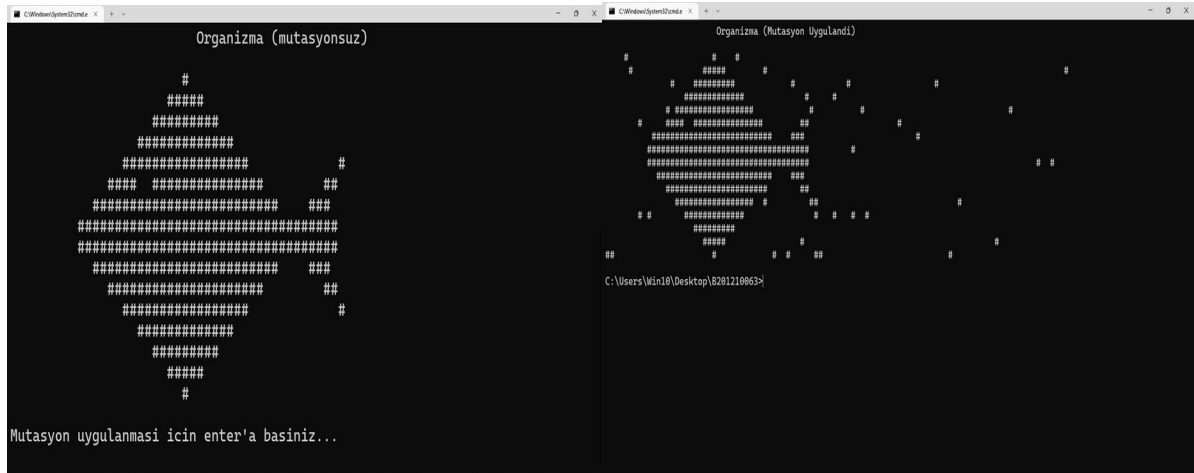 C:\Windows\System32\cmd.e
Organizma (mutasyonsuz)
Mutasyon uygulanmasi icin enter'a basiniz...
C:\Windows\System32\cmd.e
Organizma (Mutasyon Uygulandi)
C:\Users\Win10\Desktop\B201210063>